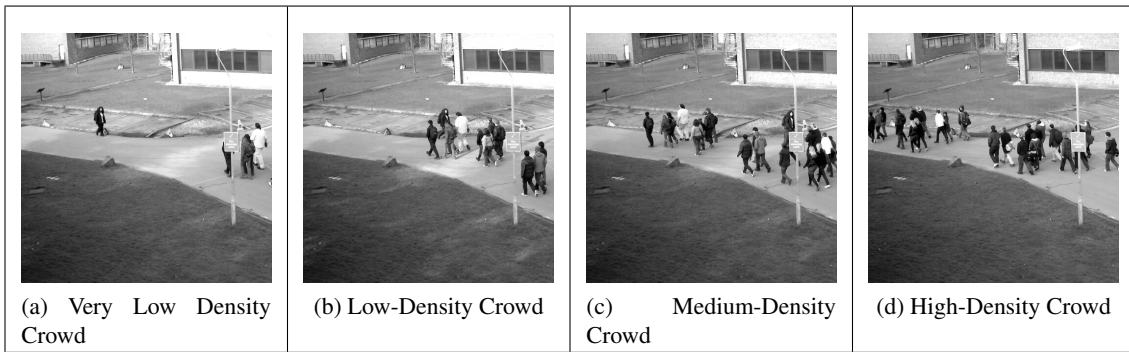 (a) Very Low Density
Crowd
(b) Low-Density Crowd
(c) Medium-Density
Crowd
(d) High-Density Crowd